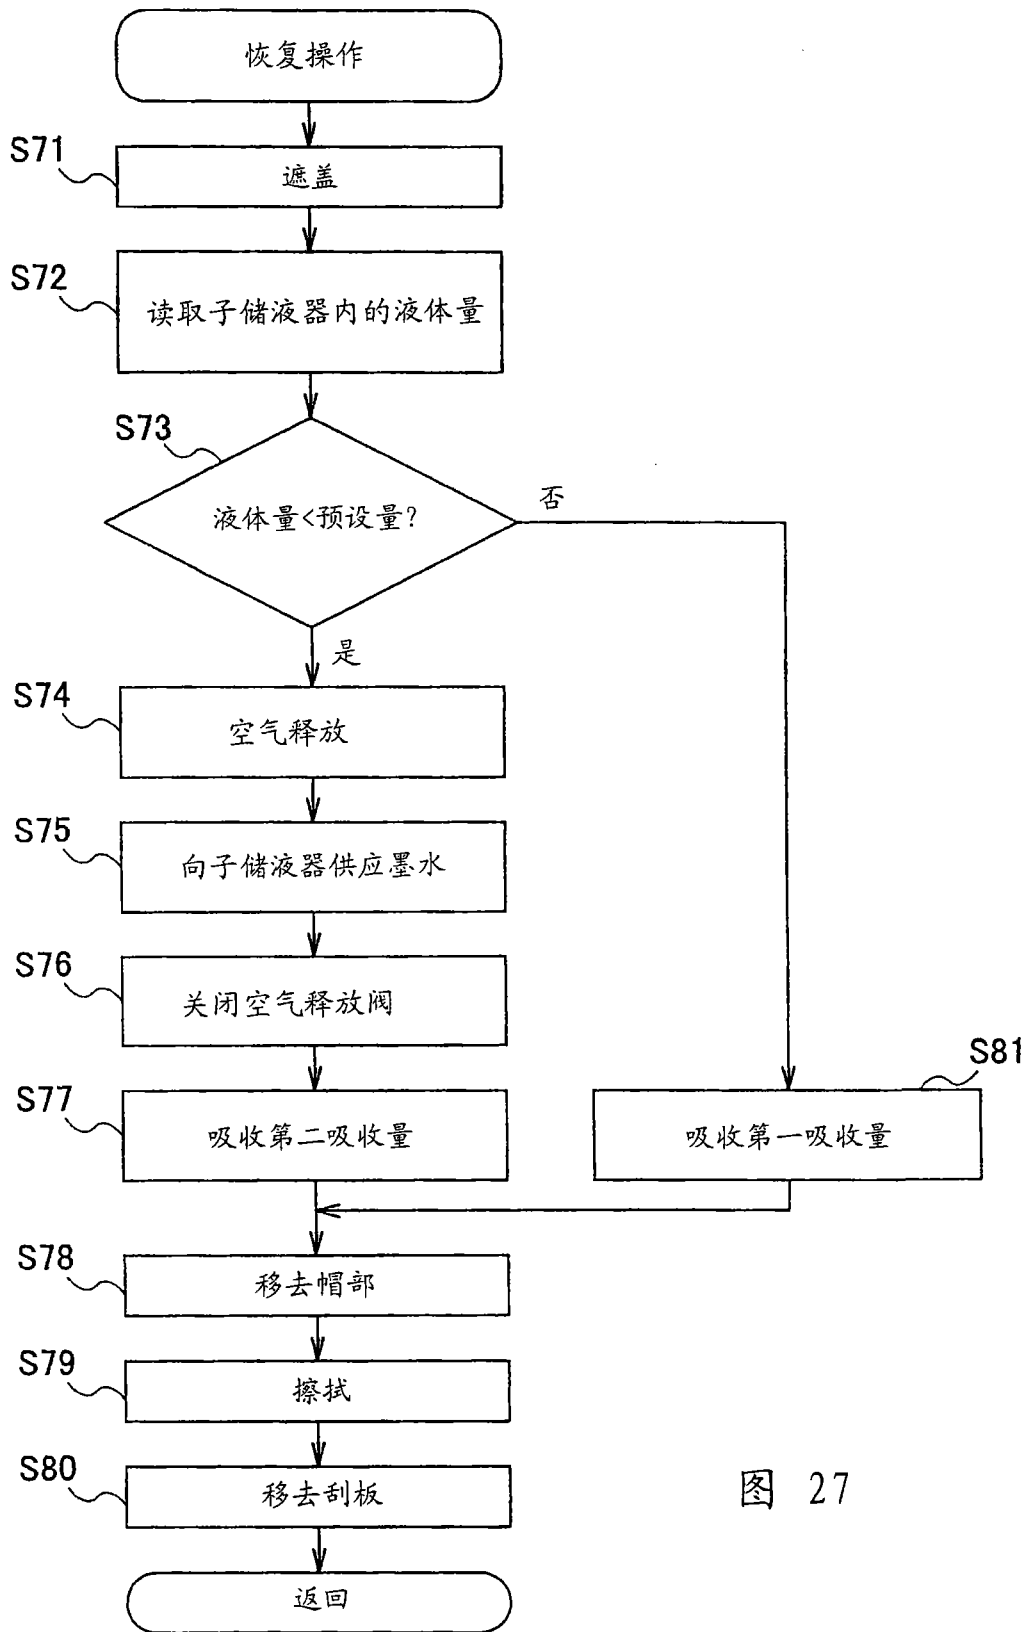 恢复操作
S71
遮盖
S72
读取子储液器内的液体量
S73
液体量<预设量?
否
是
S74
空气释放
S75
向子储液器供应墨水
S76
关闭空气释放阀
S77
吸收第二吸收量
S81
吸收第一吸收量
S78
移去帽部
S79
擦拭
S80
移去刮板
返回
图 27